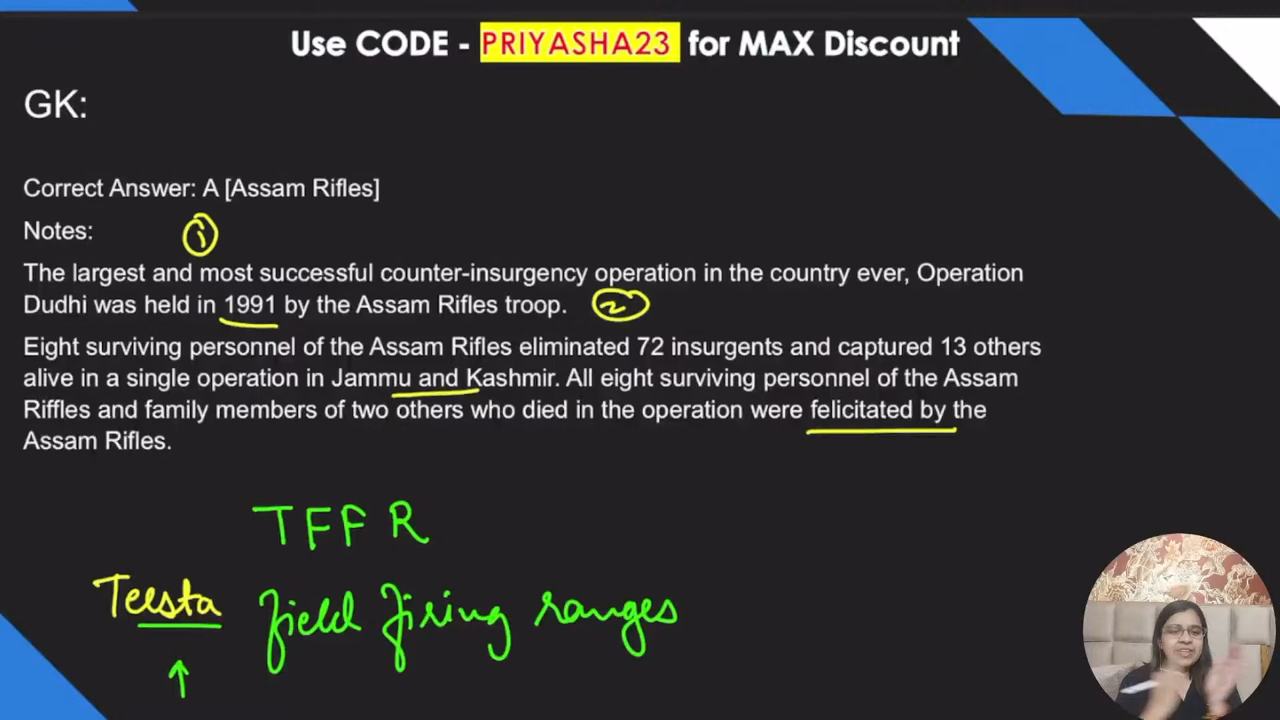 Use CODE - PRIYASHA23 for MAX Discount
GK:
Correct Answer: A [Assam Rifles]
Notes:
1
The largest and most successful counter-insurgency operation in the country ever, Operation
Dudhi was held in 1991 by the Assam Rifles troop. 2
Eight surviving personnel of the Assam Rifles eliminated 72 insurgents and captured 13 others
alive in a single operation in Jammu and Kashmir. All eight surviving personnel of the Assam
Riffles and family members of two others who died in the operation were felicitated by the
Assam Rifles.
TFFR
Teesta field firing ranges